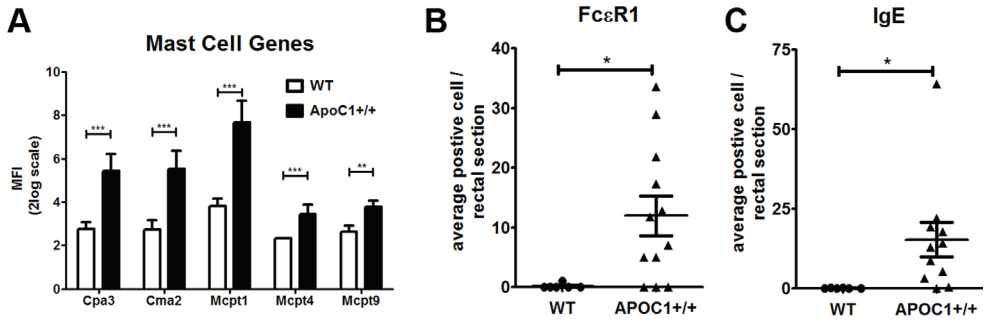 A
Mast Cell Genes
MFI
(2log scale)
10
8
6
4
2
0
WT
ApoC1+/+
***
***
***
***
**
Cpa3
Cma2
Mcpt1
Mcpt4
Mcpt9
B
FcεR1
average postive cell /
rectal section
40
30
20
10
0
*
WT
APOC1+/+
C
IgE
average postive cell /
rectal section
75
50
25
0
*
WT
APOC1+/+